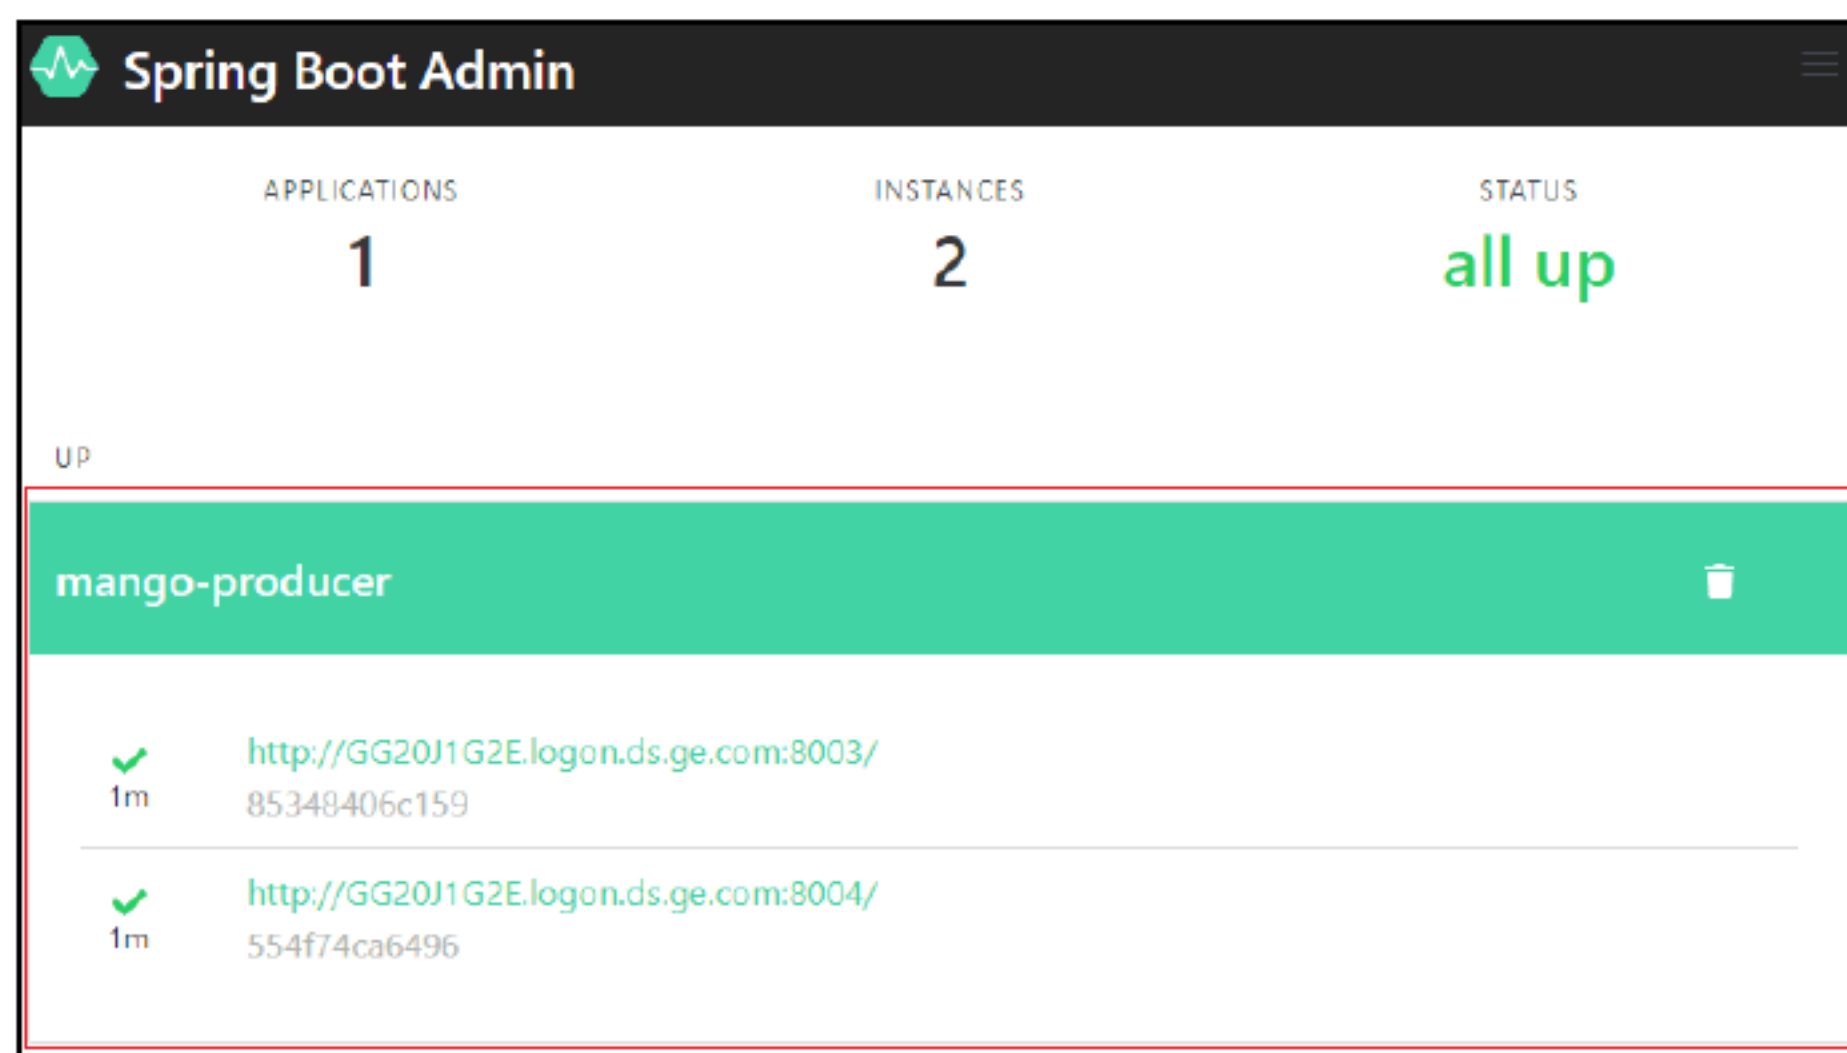 Spring Boot Admin
APPLICATIONS INSTANCES STATUS
1 2 all up
UP
mango-producer
http://GG20J1G2E.logon.ds.ge.com:8003/
1m 85348406c159
http://GG20J1G2E.logon.ds.ge.com:8004/
1m 554f74ca6496